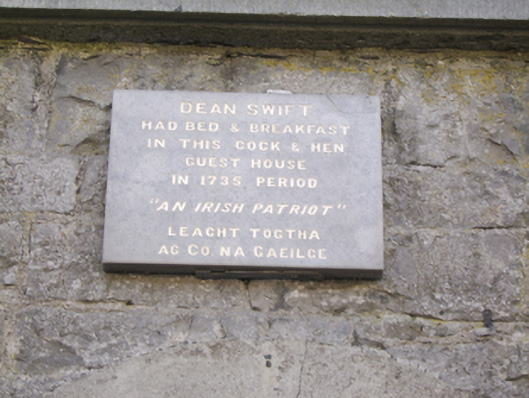 DEAN SWIFT
HAD BED & BREAKFAST
IN THIS COCK & HEN
GUEST HOUSE
IN 1735 PERIOD
"AN IRISH PATRIOT"
LEACHT TOGTHA
AG CO. NA GAEILGE